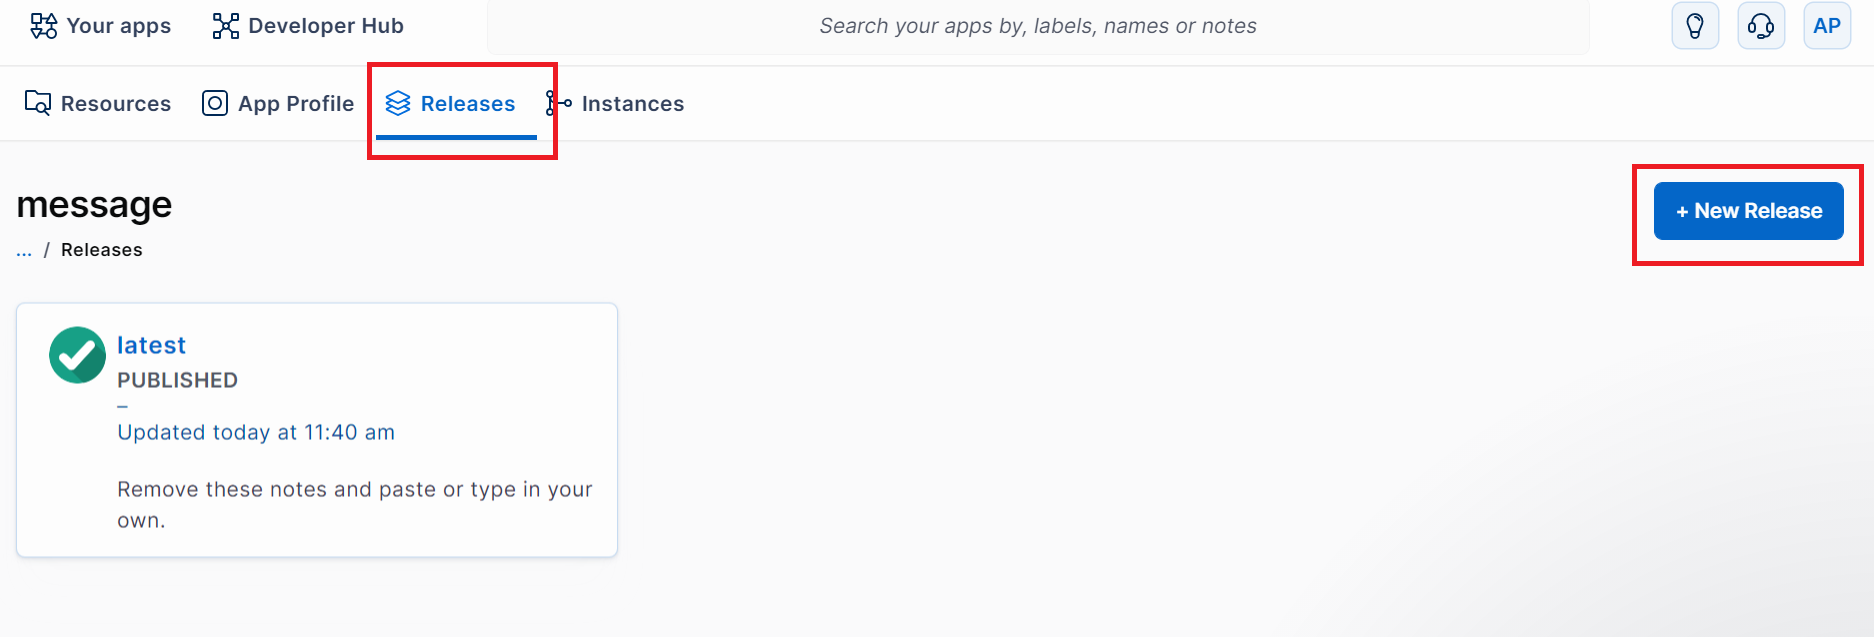 Your apps Developer Hub Search your apps by, labels, names or notes AP
Resources App Profile Releases Instances
message
+ New Release
... / Releases
latest
PUBLISHED
–
Updated today at 11:40 am
Remove these notes and paste or type in your
own.